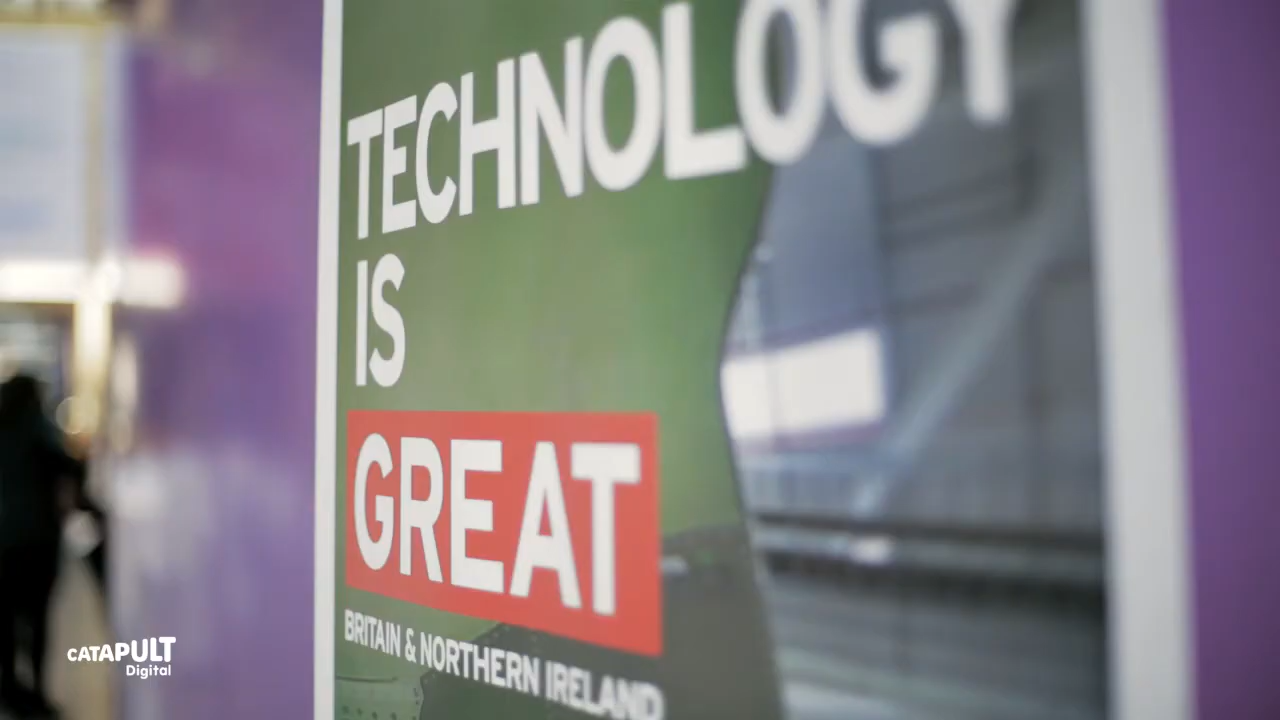 TECHNOLOGY
IS
GREAT
BRITAIN & NORTHERN IRELAND
CATAPULT
Digital